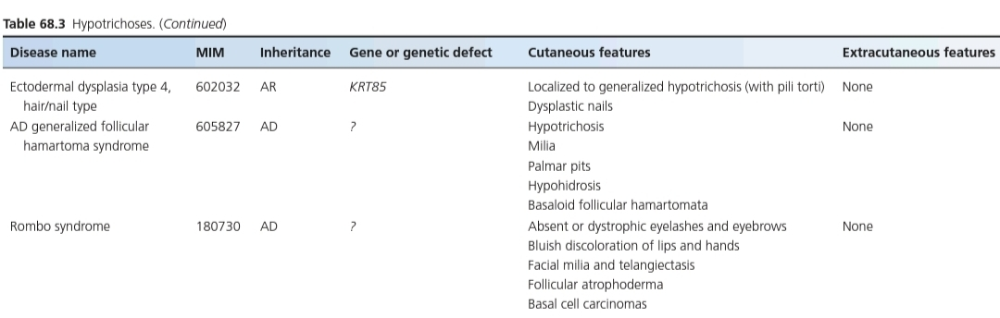 Table 68.3 Hypotrichoses. (Continued)
Disease name MIM Inheritance Gene or genetic defect Cutaneous features Extracutaneous features
Ectodermal dysplasia type 4, 602032 AR KRT85 Localized to generalized hypotrichosis (with pili torti) None
hair/nail type Dysplastic nails
AD generalized follicular 605827 AD ? Hypotrichosis None
hamartoma syndrome Milia
Palmar pits
Hypohidrosis
Basaloid follicular hamartomata
Rombo syndrome 180730 AD ? Absent or dystrophic eyelashes and eyebrows None
Bluish discoloration of lips and hands
Facial milia and telangiectasis
Follicular atrophoderma
Basal cell carcinomas